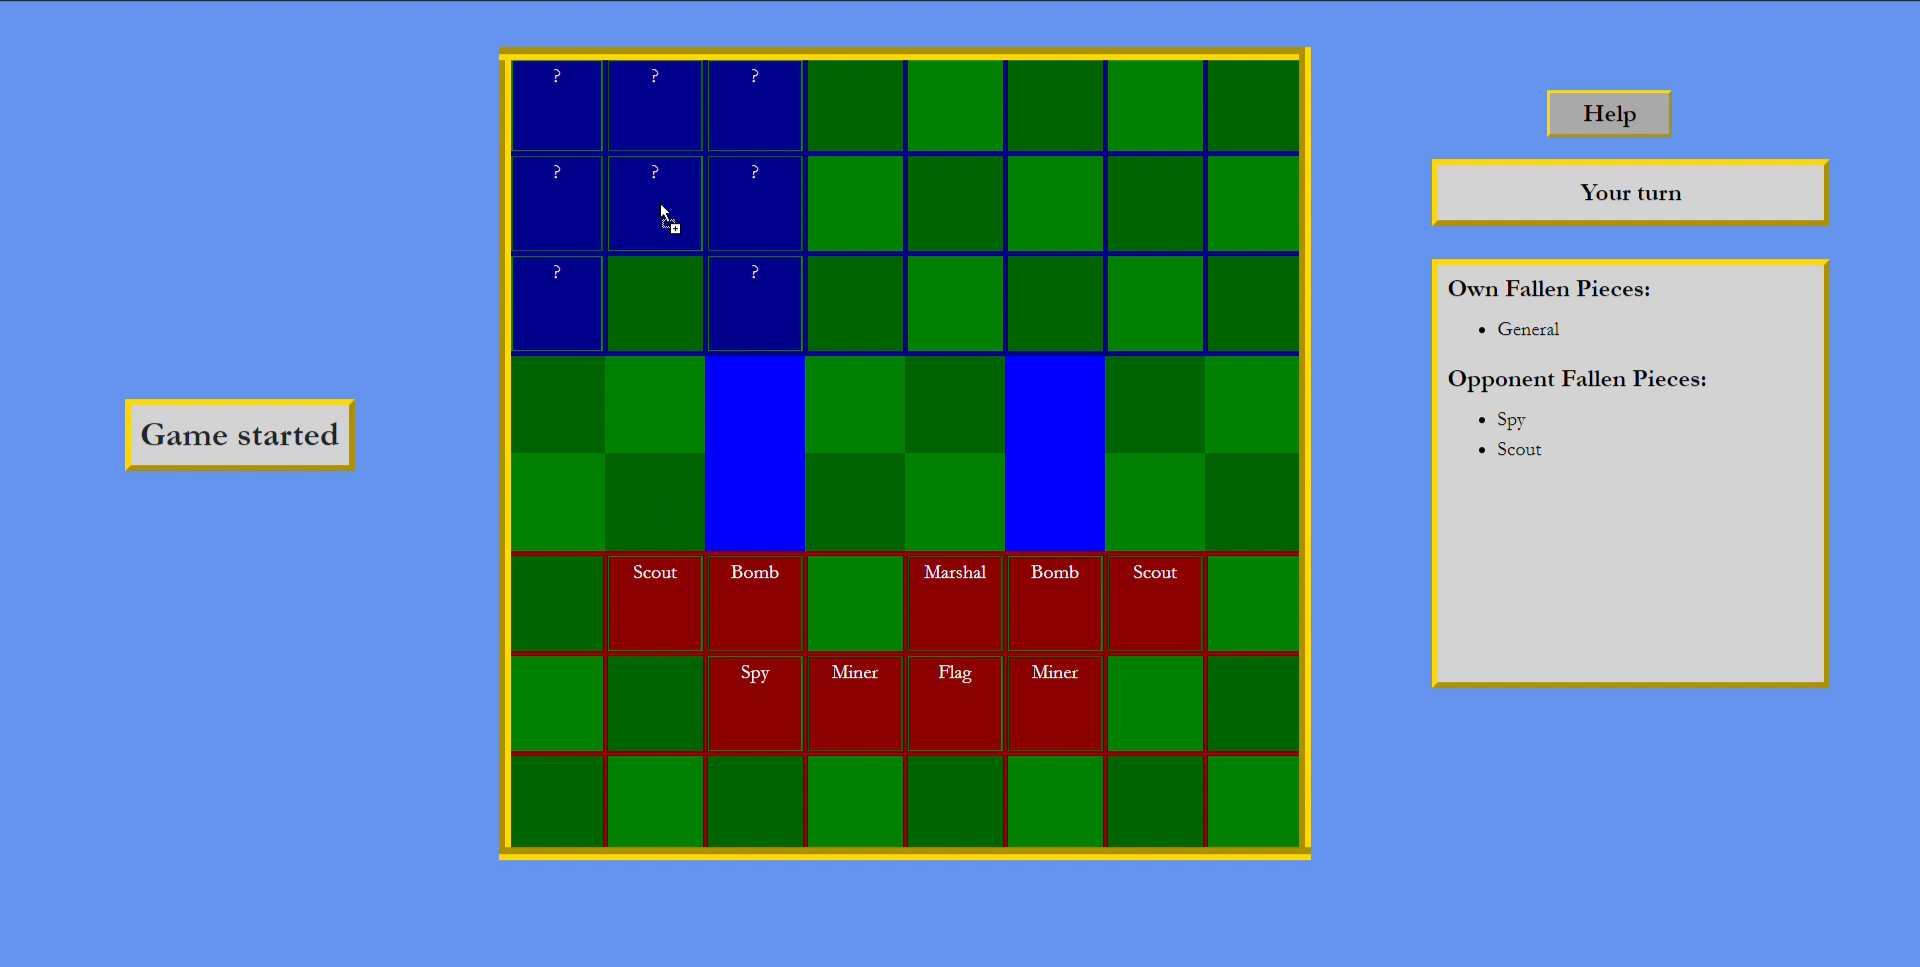 ? ? ?
Help
? ? ?
Your turn
? ?
Own Fallen Pieces:
General
Opponent Fallen Pieces:
Spy
Scout
Game started
Scout Bomb Marshal Bomb Scout
Spy Miner Flag Miner